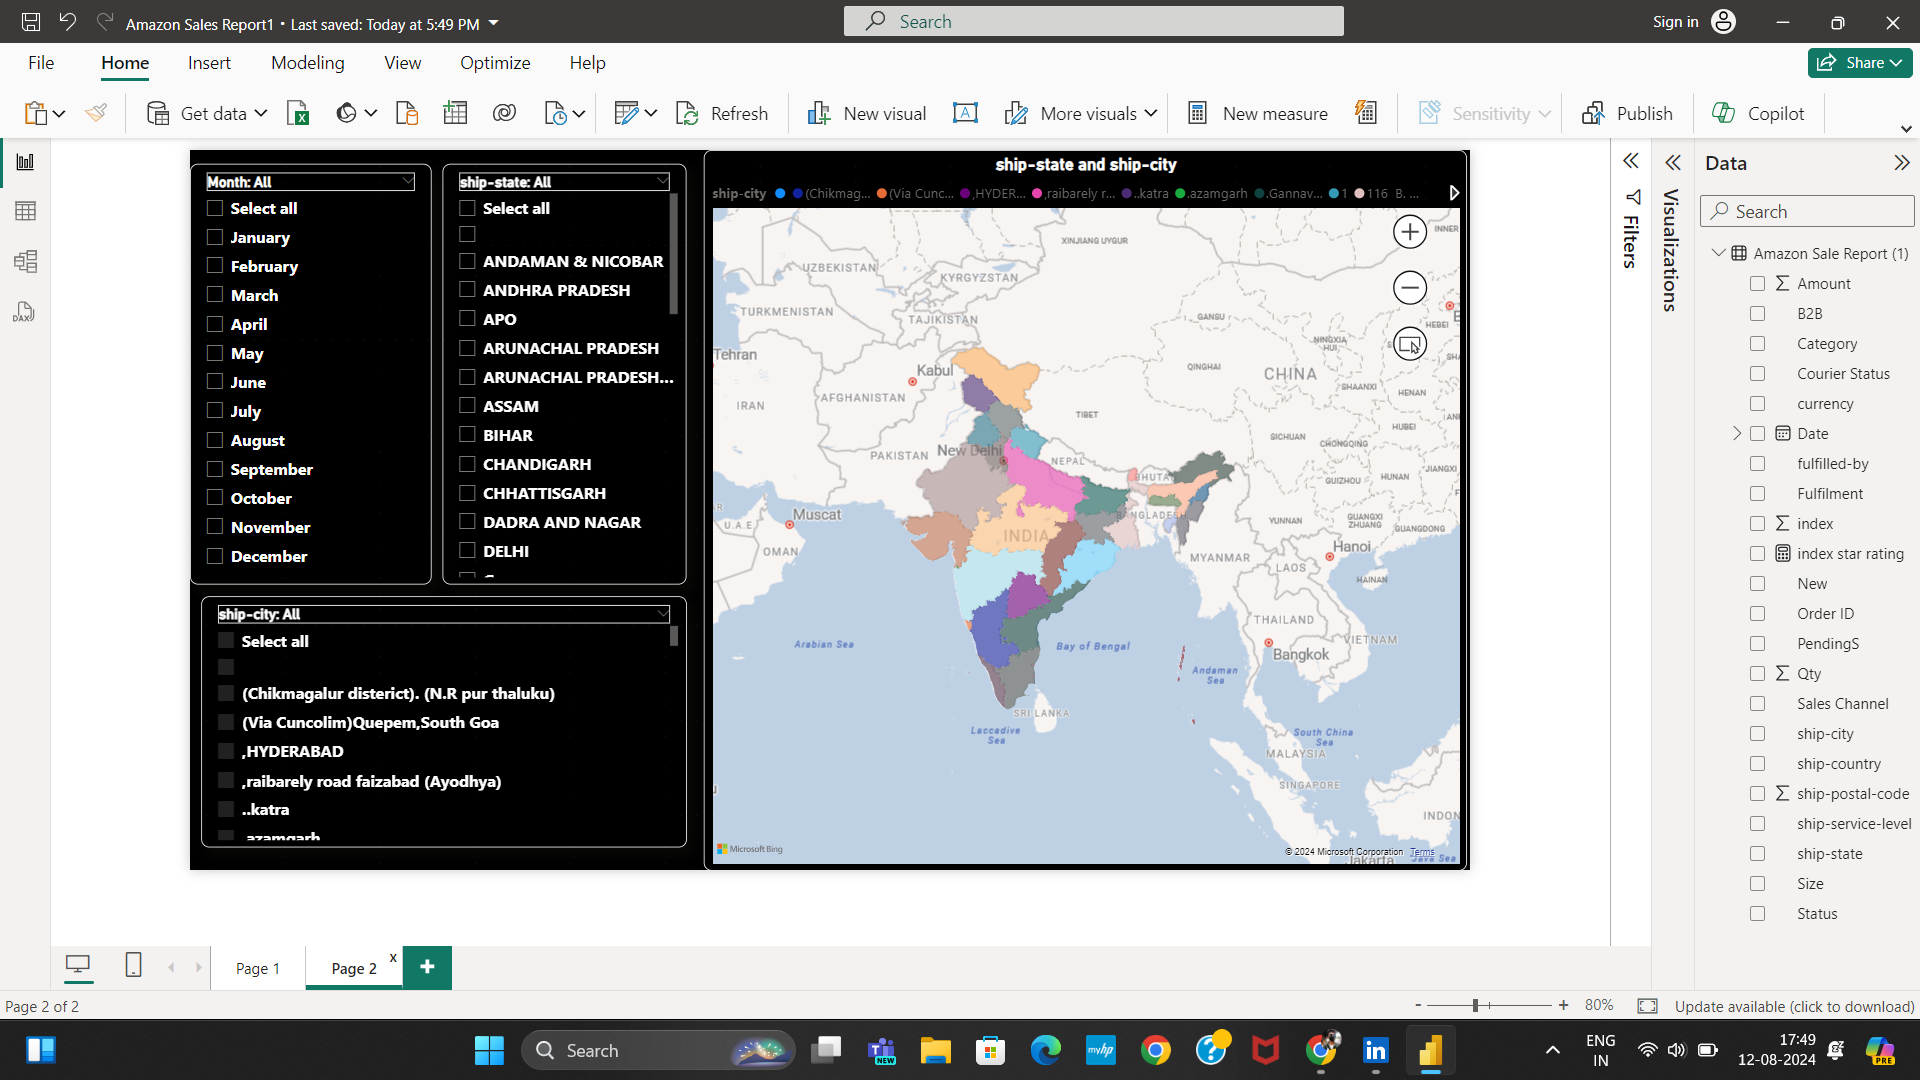 Amazon Sales Report1 • Last saved: Today at 5:49 PM
Search
Sign in
File Home Insert Modeling View Optimize Help
Share
Get data
Refresh
New visual
More visuals
New measure
Sensitivity
Publish
Copilot
Month: All
Select all
January
February
March
April
May
June
July
August
September
October
November
December
ship-state: All
Select all
ANDAMAN & NICOBAR
ANDHRA PRADESH
APO
ARUNACHAL PRADESH
ARUNACHAL PRADESH...
ASSAM
BIHAR
CHANDIGARH
CHHATTISGARH
DADRA AND NAGAR
DELHI
ship-city: All
Select all
(Chikmagalur disterict). (N.R pur thaluku)
(Via Cuncolim)Quepem,South Goa
,HYDERABAD
,raibarely road faizabad (Ayodhya)
..katra
.azamgarh
ship-state and ship-city
ship-city (Chikmag... (Via Cunc... ,HYDER... ,raibarely r... ..katra .azamgarh .Gannav... 1 116 B. ...
INNER
XINJIANG UYGUR
UZBEKISTAN
KYRGYZSTAN
TURKMENISTAN
TAJIKISTAN
GANSU
HEBEI
NINGXIA HUI
Tehran
Kabul
QINGHAI
CHINA
SHAANXI
HENAN
AFGHANISTAN
IRAN
TIBET
HUBEI
SICHUAN
CHONGQING
PAKISTAN
New Delhi
NEPAL
BHUTA
HUNAN
JIANGXI
GUIZHOU
Muscat
U.A.E.
BANGLADESH
YUNNAN
GUANGXI ZHUANG
GUANGDONG
INDIA
OMAN
MYANMAR
Hanoi
LAOS
HAINAN
THAILAND
VIETNAM
Arabian Sea
Bay of Bengal
Bangkok
Andaman Sea
SRI LANKA
Laccadive Sea
South China Sea
MALAYSIA
SINGAPORE
INDON
Microsoft Bing
© 2024 Microsoft Corporation Terms
Jakarta
Java Sea
Filters
Visualizations
Data
Search
Amazon Sale Report (1)
Amount
B2B
Category
Courier Status
currency
Date
fulfilled-by
Fulfilment
index
index star rating
New
Order ID
PendingS
Qty
Sales Channel
ship-city
ship-country
ship-postal-code
ship-service-level
ship-state
Size
Status
Page 1
Page 2
x
Page 2 of 2
- + 80%
Update available (click to download)
Search
NEW
myhp
ENG
IN
17:49
12-08-2024
PRE